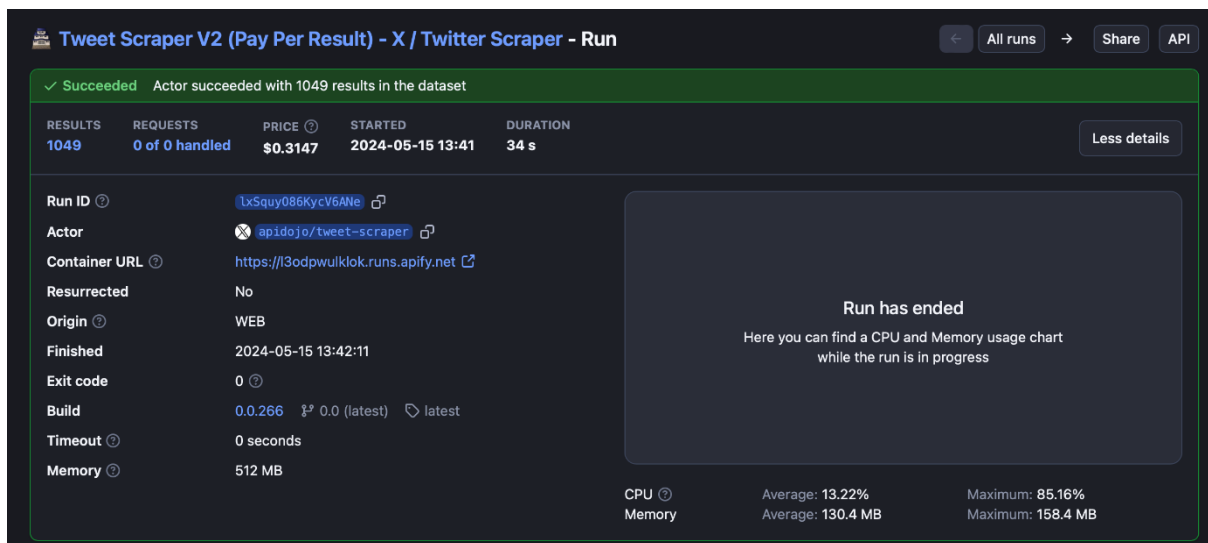 Tweet Scraper V2 (Pay Per Result) - X / Twitter Scraper - Run
All runs
Share
API
Succeeded Actor succeeded with 1049 results in the dataset
RESULTS REQUESTS PRICE STARTED DURATION
1049 0 of 0 handled $0.3147 2024-05-15 13:41 34 s
Less details
Run ID lxSquyO86KycV6ANe
Actor apidojo/tweet-scraper
Container URL https://l3odpwulklok.runs.apify.net
Resurrected No
Origin WEB
Finished 2024-05-15 13:42:11
Exit code 0
Build 0.0.266 0.0 (latest) latest
Timeout 0 seconds
Memory 512 MB
Run has ended
Here you can find a CPU and Memory usage chart
while the run is in progress
CPU Average: 13.22% Maximum: 85.16%
Memory Average: 130.4 MB Maximum: 158.4 MB